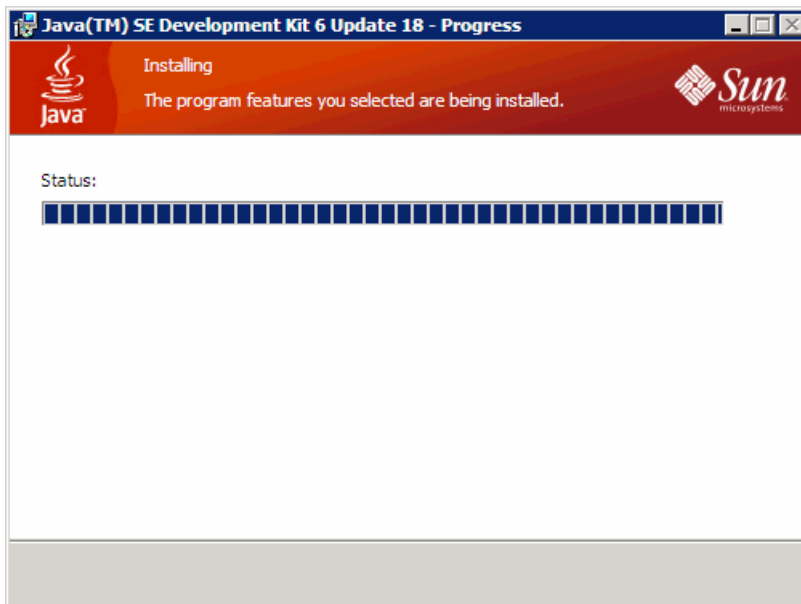 Java(TM) SE Development Kit 6 Update 18 - Progress
Installing
The program features you selected are being installed.
Java
Sun
microsystems
Status: